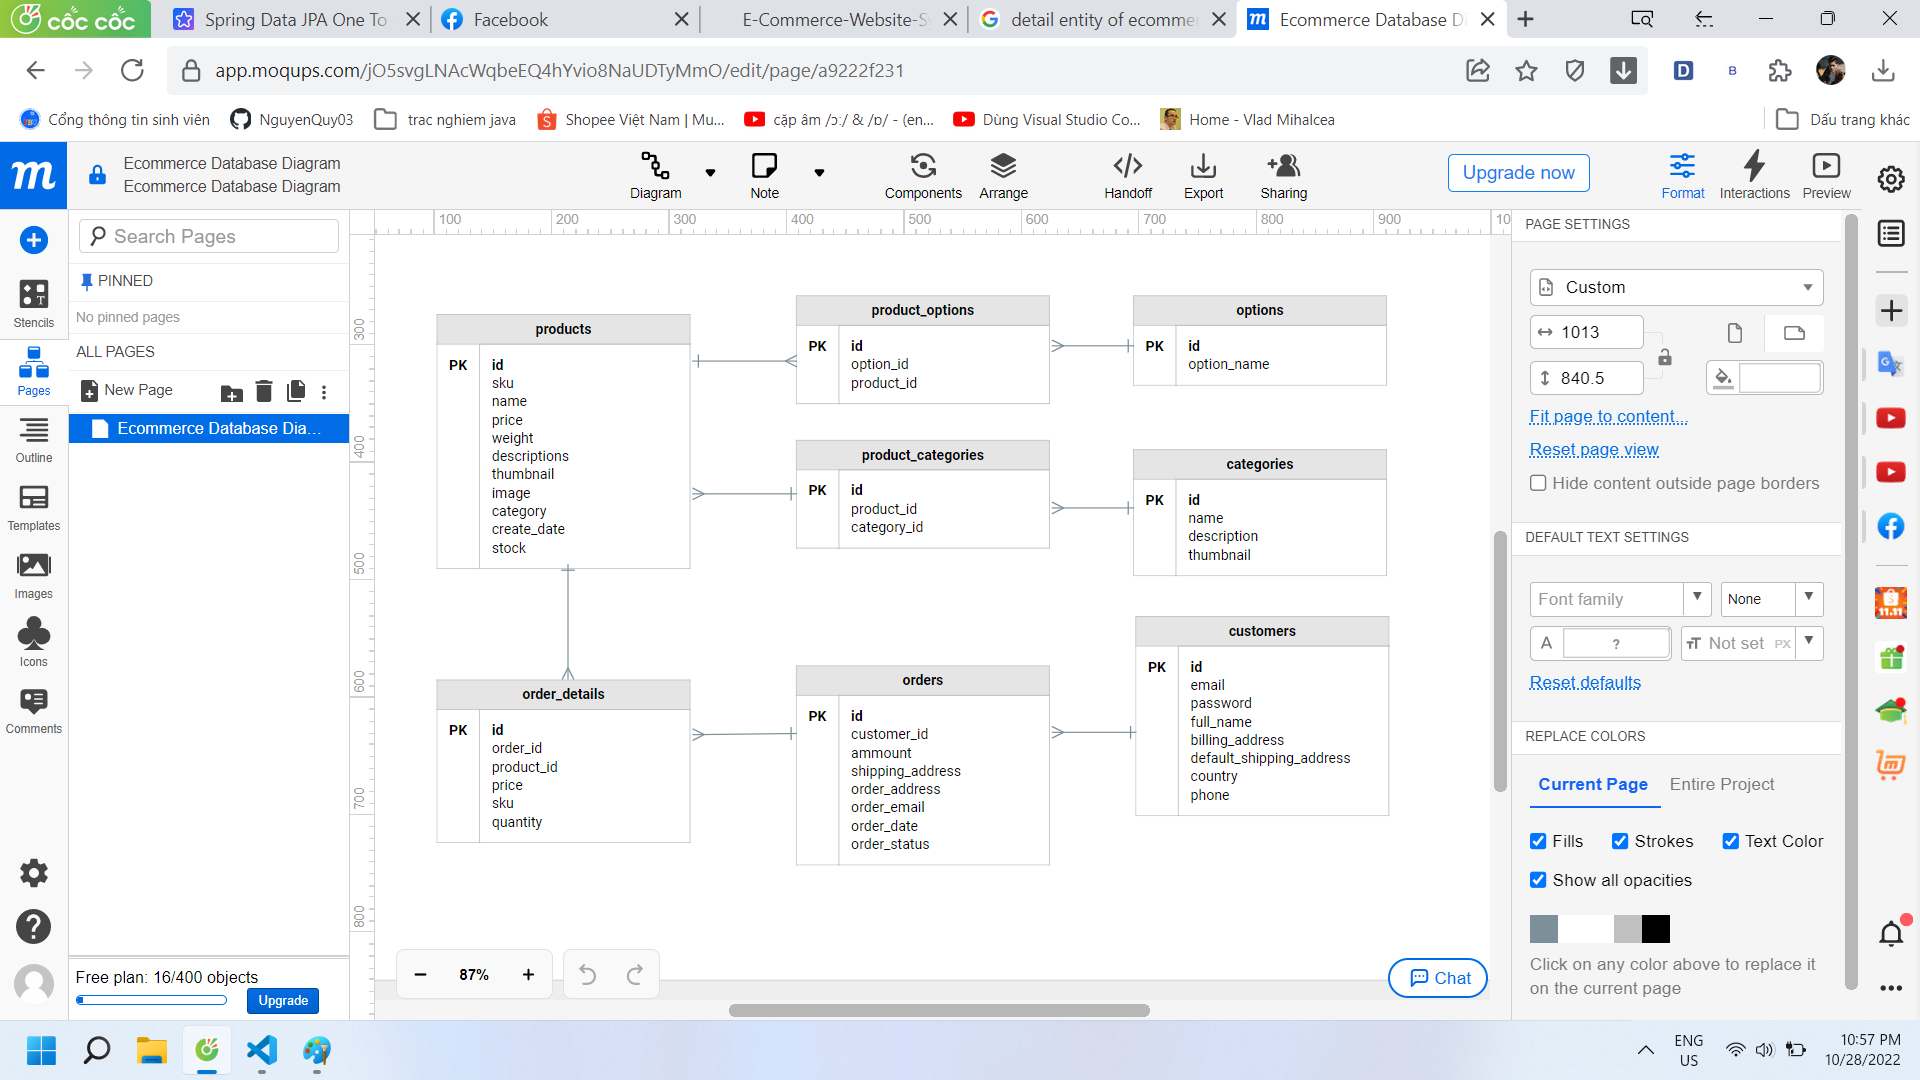 cốc cốc
Spring Data JPA One To
Facebook
E-Commerce-Website-S
detail entity of ecomme
Ecommerce Database Di
app.moqups.com/jO5svgLNAcWqbeEQ4hYvio8NaUDTyMmO/edit/page/a9222f231
Cổng thông tin sinh viên
NguyenQuy03
trac nghiem java
Shopee Việt Nam | Mu...
cặp âm /ɔː/ & /ɒ/ - (en...
Dùng Visual Studio Co...
Home - Vlad Mihalcea
Dấu trang khác
Ecommerce Database Diagram
Ecommerce Database Diagram
Diagram
Note
Components
Arrange
Handoff
Export
Sharing
Upgrade now
Format
Interactions
Preview
Search Pages
PINNED
No pinned pages
ALL PAGES
New Page
Ecommerce Database Dia...
Stencils
Pages
Outline
Templates
Images
Icons
Comments
Free plan: 16/400 objects
Upgrade
100 200 300 400 500 600 700 800 900 10
300
400
500
600
700
800
products
PK
id
sku
name
price
weight
descriptions
thumbnail
image
category
create_date
stock
product_options
PK
id
option_id
product_id
options
PK
id
option_name
product_categories
PK
id
product_id
category_id
categories
PK
id
name
description
thumbnail
order_details
PK
id
order_id
product_id
price
sku
quantity
orders
PK
id
customer_id
ammount
shipping_address
order_address
order_email
order_date
order_status
customers
PK
id
email
password
full_name
billing_address
default_shipping_address
country
phone
87%
Chat
PAGE SETTINGS
Custom
1013
840.5
Fit page to content...
Reset page view
Hide content outside page borders
DEFAULT TEXT SETTINGS
Font family
None
A
?
Not set PX
Reset defaults
REPLACE COLORS
Current Page
Entire Project
Fills
Strokes
Text Color
Show all opacities
Click on any color above to replace it
on the current page
11.11
ENG
US
10:57 PM
10/28/2022